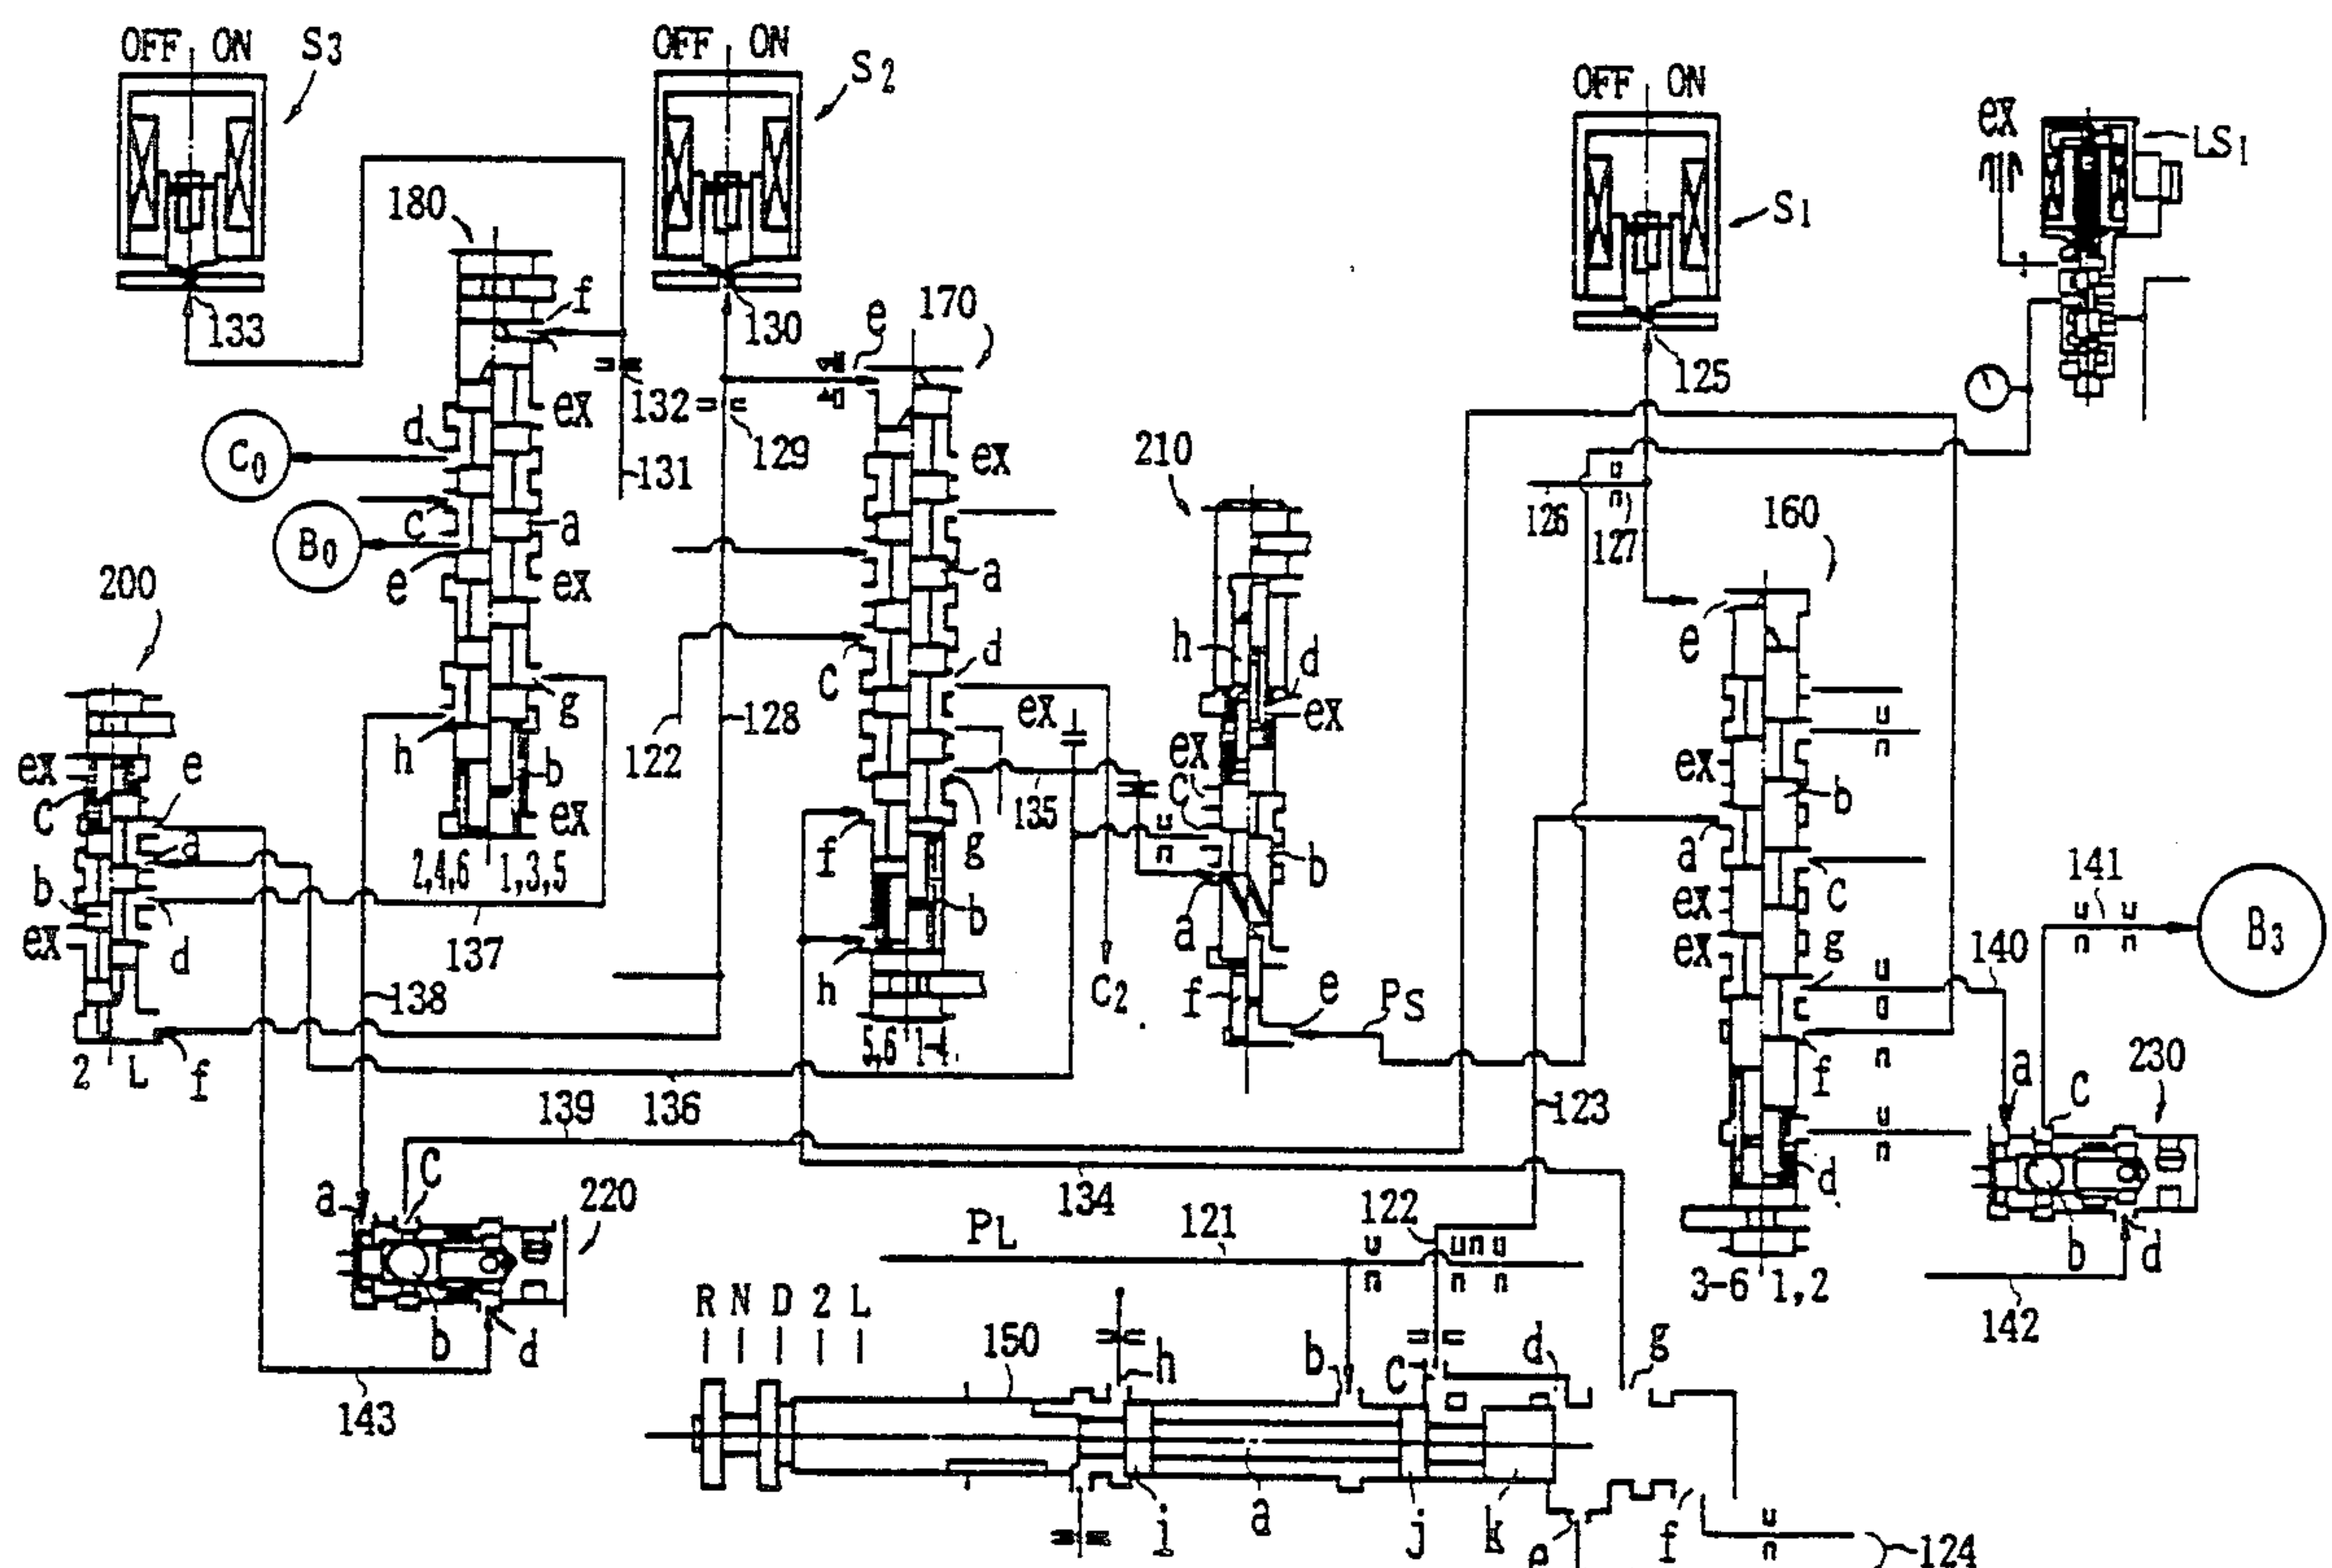 OFF ON
S3
OFF ON
S2
OFF ON
S1
ex
LS1
180
f
133
130
e
170
125
ex
132
129
131
d
C0
c
a
B0
ex
e
ex
210
126
127
160
200
a
c
d
122
128
ex
h
d
ex
e
g
h
b
ex
ex
c
e
a
b
ex
d
2,4,6
1,3,5
137
138
f
g
135
b
h
C2
ex
c
b
a
f
e
PS
ex
b
a
c
ex
ex
g
141
140
B3
2 L
f
5,6
1-4
139
136
123
f
d
a
c
230
b
d
142
3-6 1,2
a
c
220
b
d
143
134
PL
121
122
R N D 2 L
150
h
b
c
d
g
i
a
j
k
e
f
124